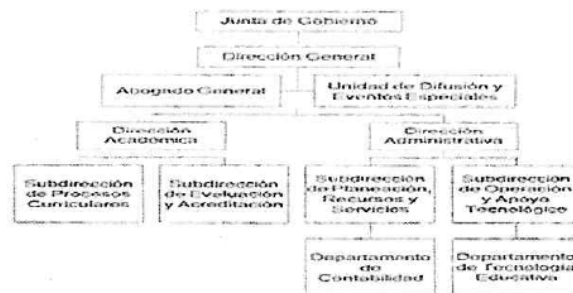 Junta de Gobierno
Dirección General
Abogado General
Unidad de Difusión y
Eventos Especiales
Dirección
Académica
Dirección
Administrativa
Subdirección
de Procesos
Curriculares
Subdirección
de Evaluación
y Acreditación
Subdirección
de Planeación,
Recursos y
Servicios
Subdirección
de Operación
y Apoyo
Tecnológico
Departamento
de
Contabilidad
Departamento
de Tecnología
Educativa